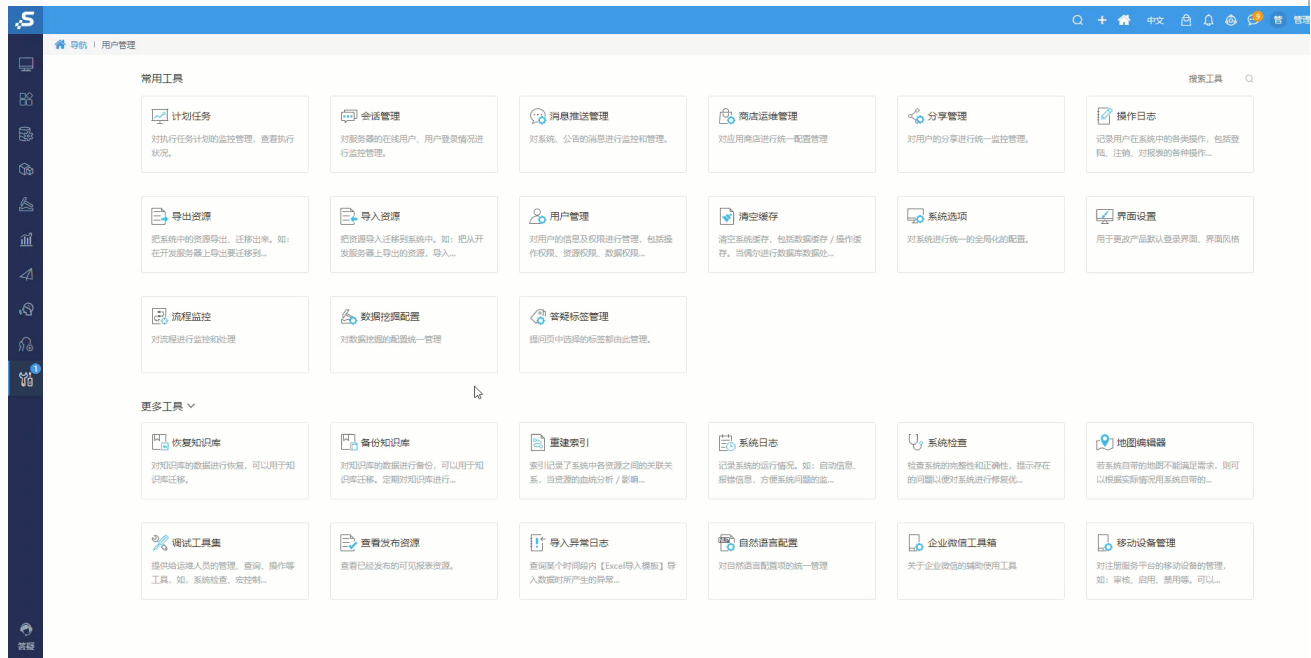 S
中文
9
管
管理
导航 | 用户管理
常用工具
搜索工具
计划任务
对执行任务计划的监控管理，查看执行
状况。
会话管理
对服务器的在线用户、用户登录情况进
行监控管理。
消息推送管理
对系统、公告的消息进行监控和管理。
商店运维管理
对应用商店进行统一配置管理
分享管理
对用户的分享进行统一监控管理。
操作日志
记录用户在系统中的各类操作，包括登
陆、注销、对报表的各种操作...
导出资源
把系统中的资源导出、迁移出来。如：
在开发服务器上导出要迁移到...
导入资源
把资源导入迁移到系统中。如：把从开
发服务器上导出的资源，导入...
用户管理
对用户的信息及权限进行管理，包括操
作权限、资源权限、数据权限...
清空缓存
清空系统缓存，包括数据缓存 / 操作缓
存。当偶尔进行数据库数据处...
系统选项
对系统进行统一的全局化的配置。
界面设置
用于更改产品默认登录界面、界面风格
流程监控
对流程进行监控和处理
数据挖掘配置
对数据挖掘的配置统一管理
答疑标签管理
提问页中选择的标签都由此管理。
1
更多工具
恢复知识库
对知识库的数据进行恢复，可以用于知
识库迁移。
备份知识库
对知识库的数据进行备份，可以用于知
识库迁移。定期对知识库进行...
重建索引
索引记录了系统中各资源之间的关联关
系，当资源的血统分析 / 影响...
系统日志
记录系统的运行情况。如：启动信息、
报错信息，方便系统问题的监...
系统检查
检查系统的完整性和正确性，提示存在
的问题以便对系统进行修复优...
地图编辑器
若系统自带的地图不能满足需求，则可
以根据实际情况用系统自带的...
调试工具集
提供给运维人员的管理、查询、操作等
工具，如，系统检查、宏控制...
查看发布资源
查看已经发布的可见报表资源。
导入异常日志
查询某个时间段内【Excel导入模板】导
入数据时所产生的异常...
自然语言配置
对自然语言配置项的统一管理
企业微信工具箱
关于企业微信的辅助使用工具
移动设备管理
对注册服务平台的移动设备的管理，
如：审核、启用、禁用等。可以...
答疑